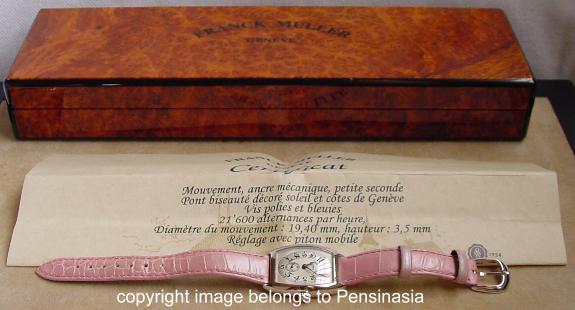 FRANCK MULLER
GENEVE
FRANCK MULLER
Certificat
Mouvement, ancre mécanique, petite seconde
Pont biseauté décoré soleil et côtes de Genève
Vis polies et bleuies
21'600 alternances par heure,
Diamètre du mouvement : 19,40 mm, hauteur : 3,5 mm
Réglage avec piton mobile
copyright image belongs to Pensinasia